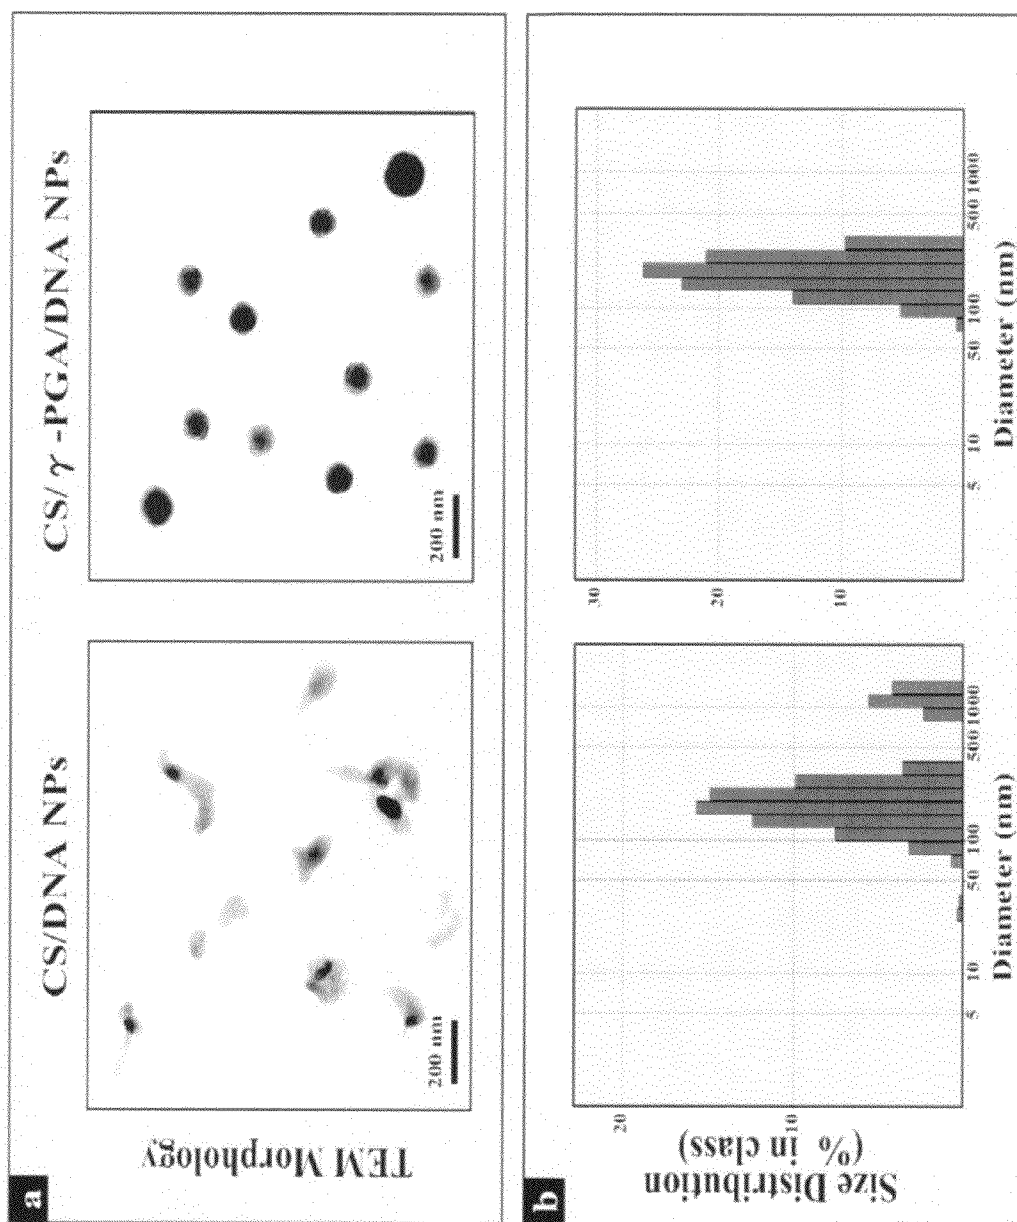 a
CS/DNA NPs
CS/γ-PGA/DNA NPs
TEM Morphology
200 nm
200 nm
b
Size Distribution
(% in class)
20
10
5
10
50
100
500
1000
Diameter (nm)
30
20
10
5
10
50
100
500
1000
Diameter (nm)